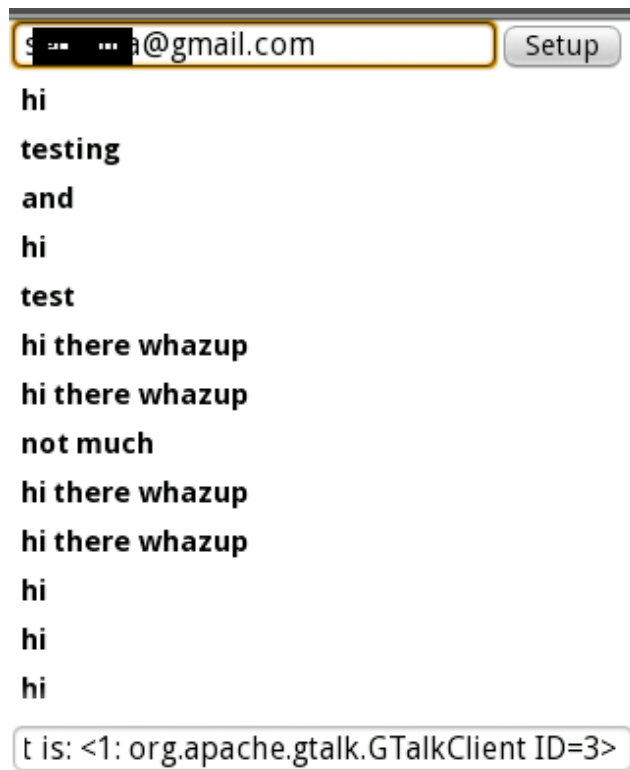 @gmail.com Setup
hi
testing
and
hi
test
hi there whazup
hi there whazup
not much
hi there whazup
hi there whazup
hi
hi
hi
t is: <1: org.apache.gtalk.GTalkClient ID=3>